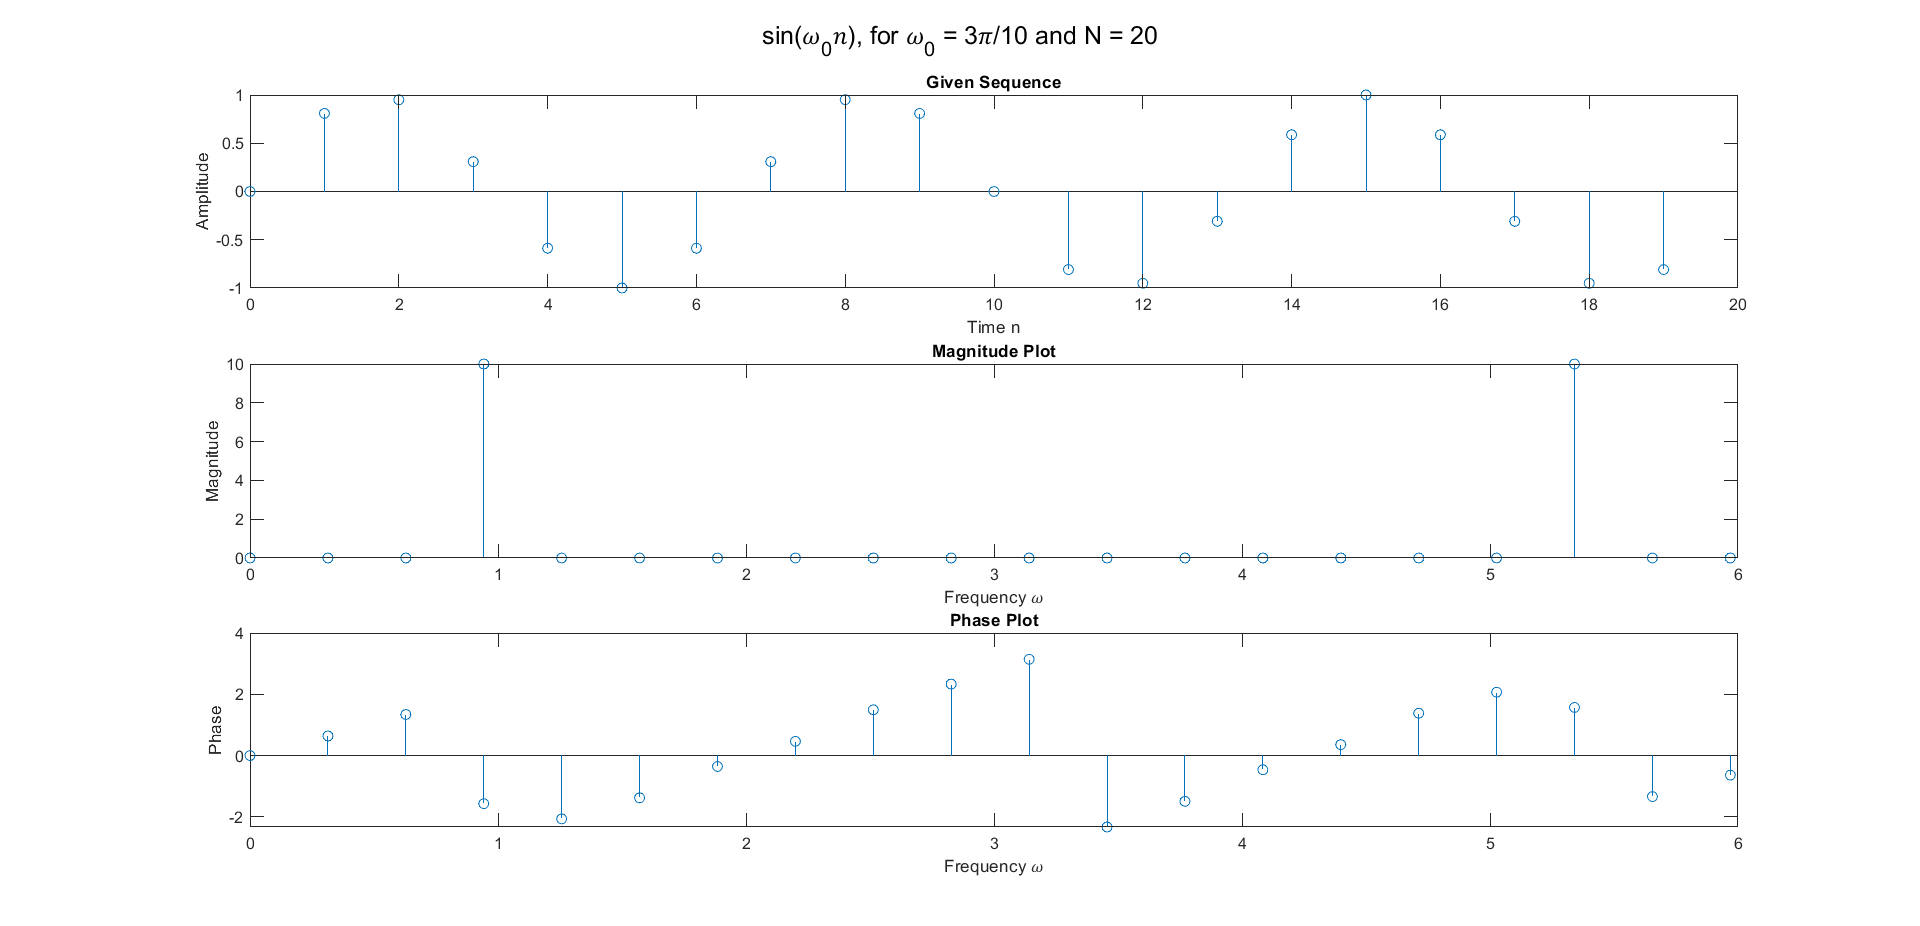 sin(ω0n), for ω0 = 3π/10 and N = 20
Given Sequence
1
0.5
0
-0.5
-1
Amplitude
0 2 4 6 8 10 12 14 16 18 20
Time n
Magnitude Plot
10
8
6
4
2
0
Magnitude
0 1 2 3 4 5 6
Frequency ω
Phase Plot
4
2
0
-2
Phase
0 1 2 3 4 5 6
Frequency ω